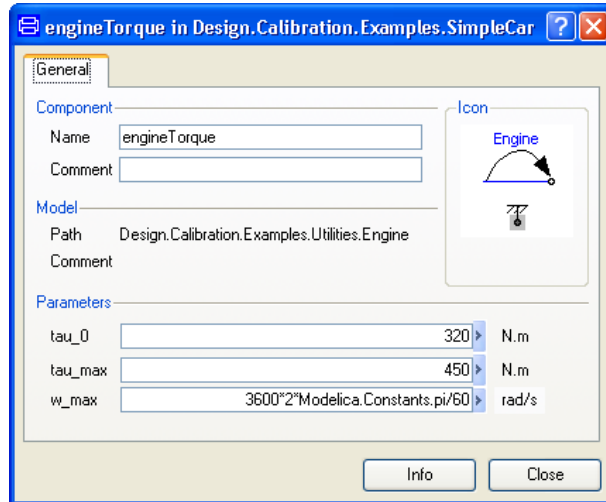 engineTorque in Design.Calibration.Examples.SimpleCar
General
Component
Icon
Name engineTorque
Engine
Comment
Model
Path Design.Calibration.Examples.Utilities.Engine
Comment
Parameters
tau_0 320 N.m
tau_max 450 N.m
w_max 3600*2*Modelica.Constants.pi/60 rad/s
Info Close